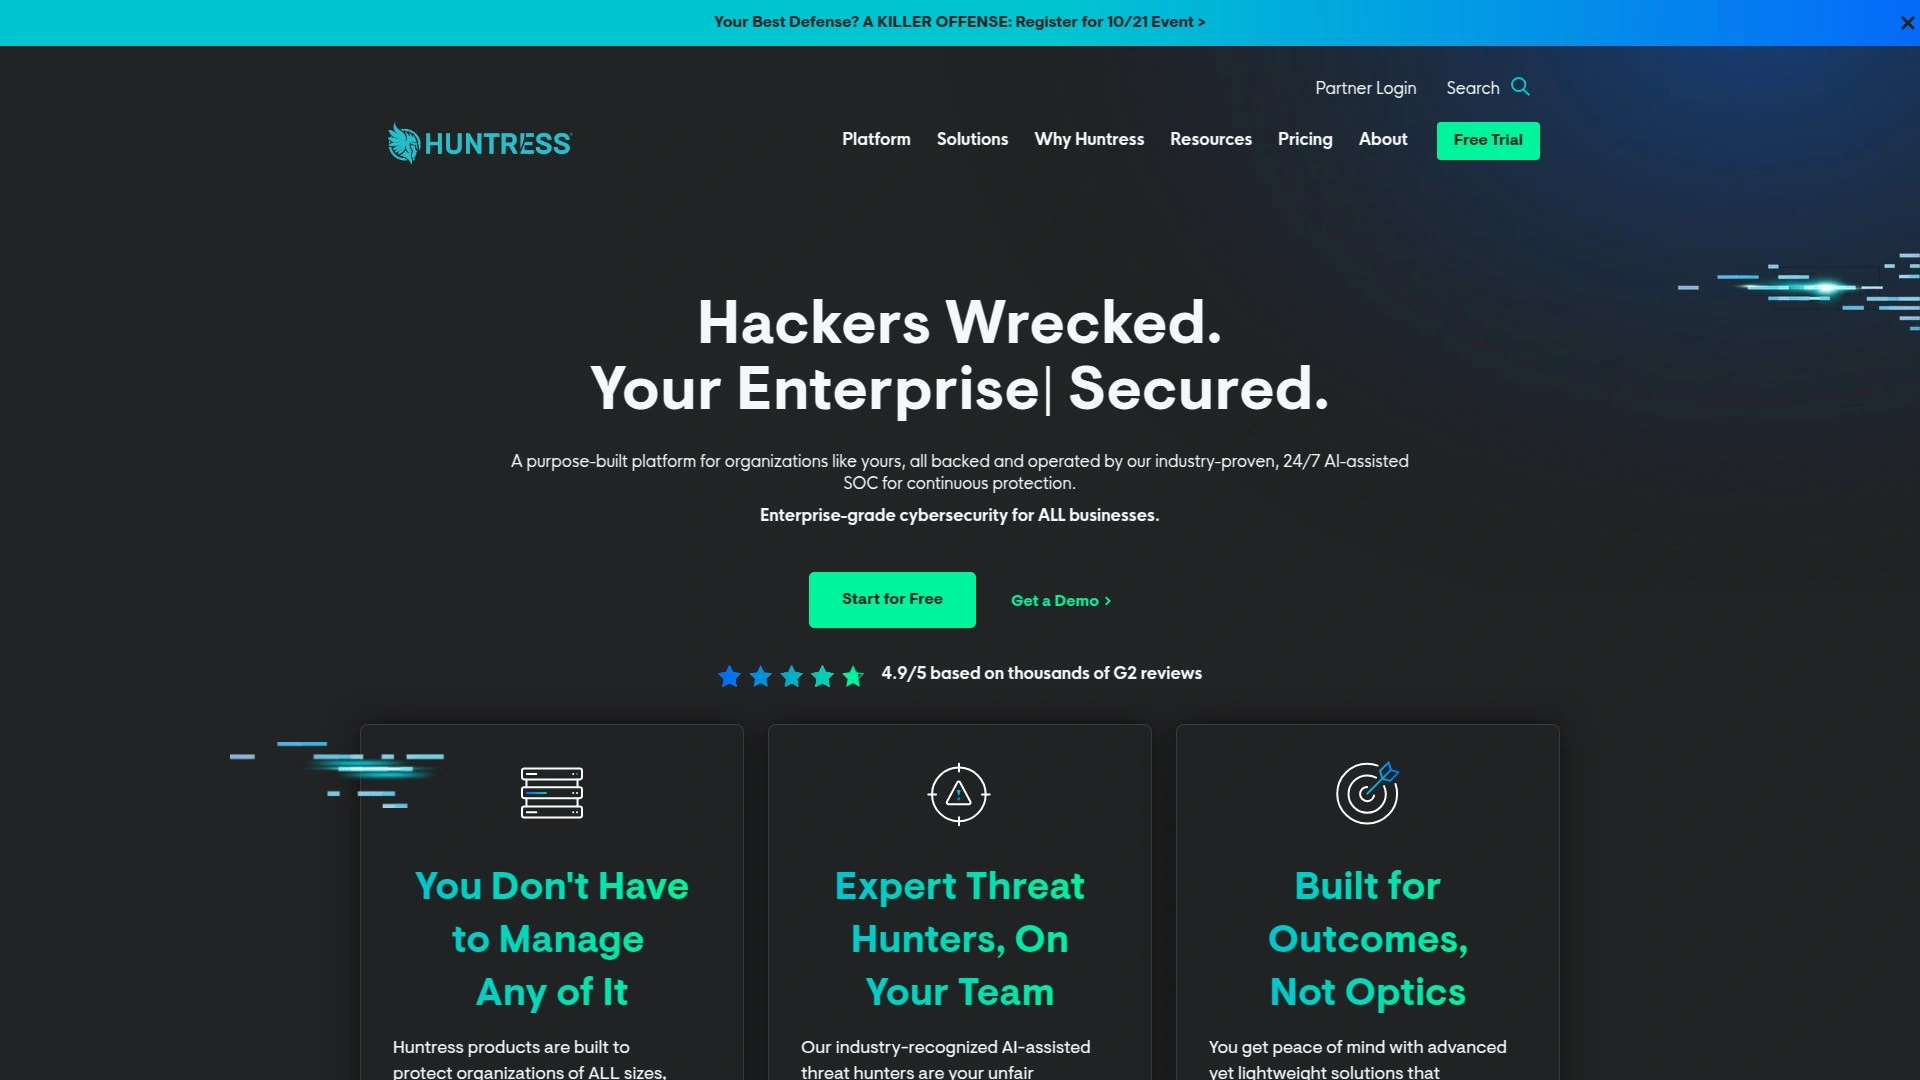 Your Best Defense? A KILLER OFFENSE: Register for 10/21 Event >
Partner Login
Search
HUNTRESS
Platform
Solutions
Why Huntress
Resources
Pricing
About
Free Trial
Hackers Wrecked.
Your Enterprise| Secured.
A purpose-built platform for organizations like yours, all backed and operated by our industry-proven, 24/7 AI-assisted
SOC for continuous protection.
Enterprise-grade cybersecurity for ALL businesses.
Start for Free
Get a Demo >
4.9/5 based on thousands of G2 reviews
You Don't Have
to Manage
Any of It
Huntress products are built to
protect organizations of ALL sizes,
Expert Threat
Hunters, On
Your Team
Our industry-recognized AI-assisted
threat hunters are your unfair
Built for
Outcomes,
Not Optics
You get peace of mind with advanced
yet lightweight solutions that